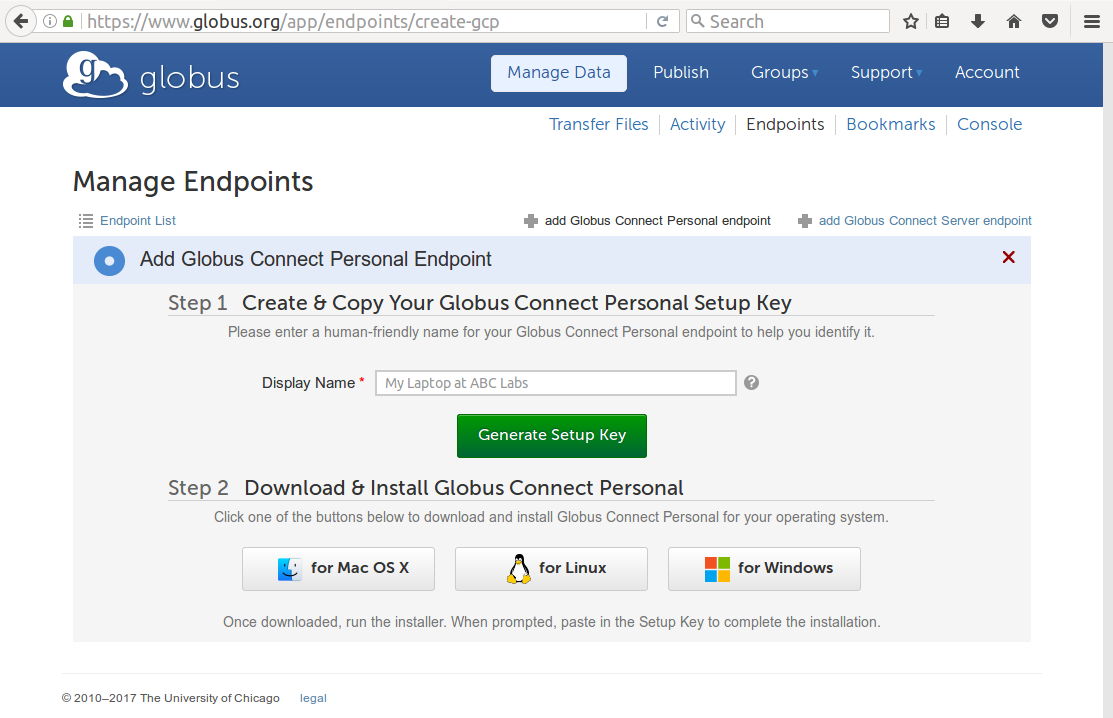 https://www.globus.org/app/endpoints/create-gcp
Search
g globus
Manage Data Publish Groups Support Account
Transfer Files Activity Endpoints Bookmarks Console
Manage Endpoints
Endpoint List add Globus Connect Personal endpoint add Globus Connect Server endpoint
Add Globus Connect Personal Endpoint
Step 1 Create & Copy Your Globus Connect Personal Setup Key
Please enter a human-friendly name for your Globus Connect Personal endpoint to help you identify it.
Display Name * My Laptop at ABC Labs ?
Generate Setup Key
Step 2 Download & Install Globus Connect Personal
Click one of the buttons below to download and install Globus Connect Personal for your operating system.
for Mac OS X for Linux for Windows
Once downloaded, run the installer. When prompted, paste in the Setup Key to complete the installation.
© 2010–2017 The University of Chicago legal